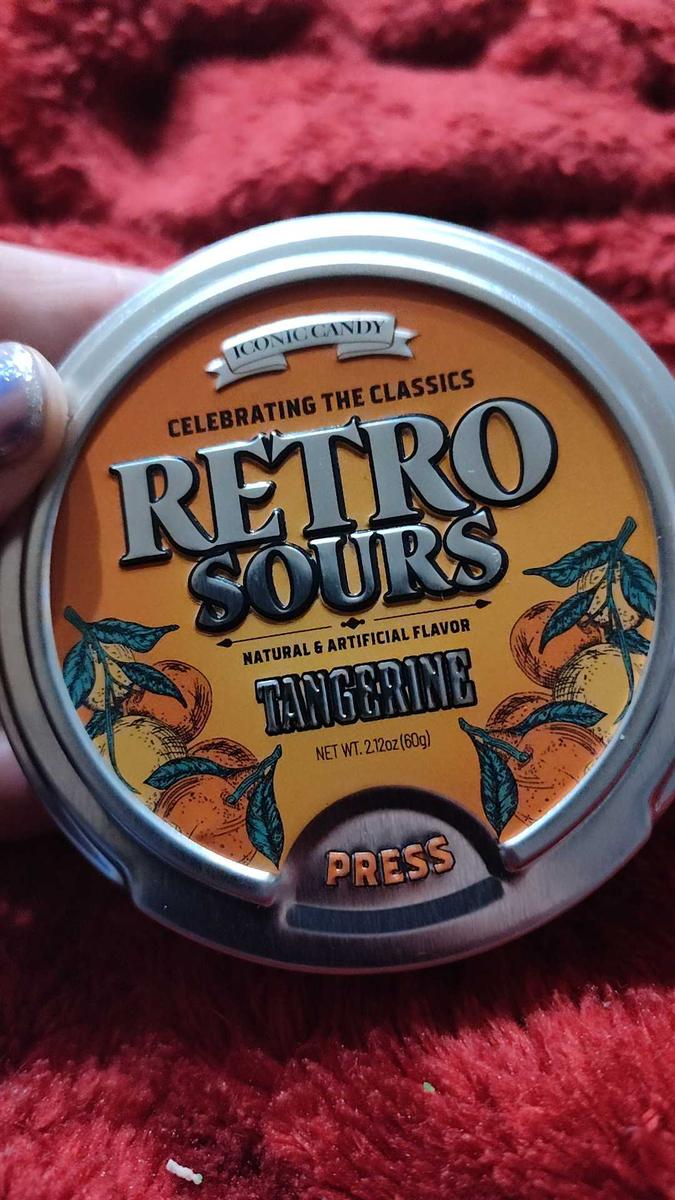 ICONIC CANDY
CELEBRATING THE CLASSICS
RETRO
SOURS
NATURAL & ARTIFICIAL FLAVOR
TANGERINE
NET WT. 2.12oz (60g)
PRESS